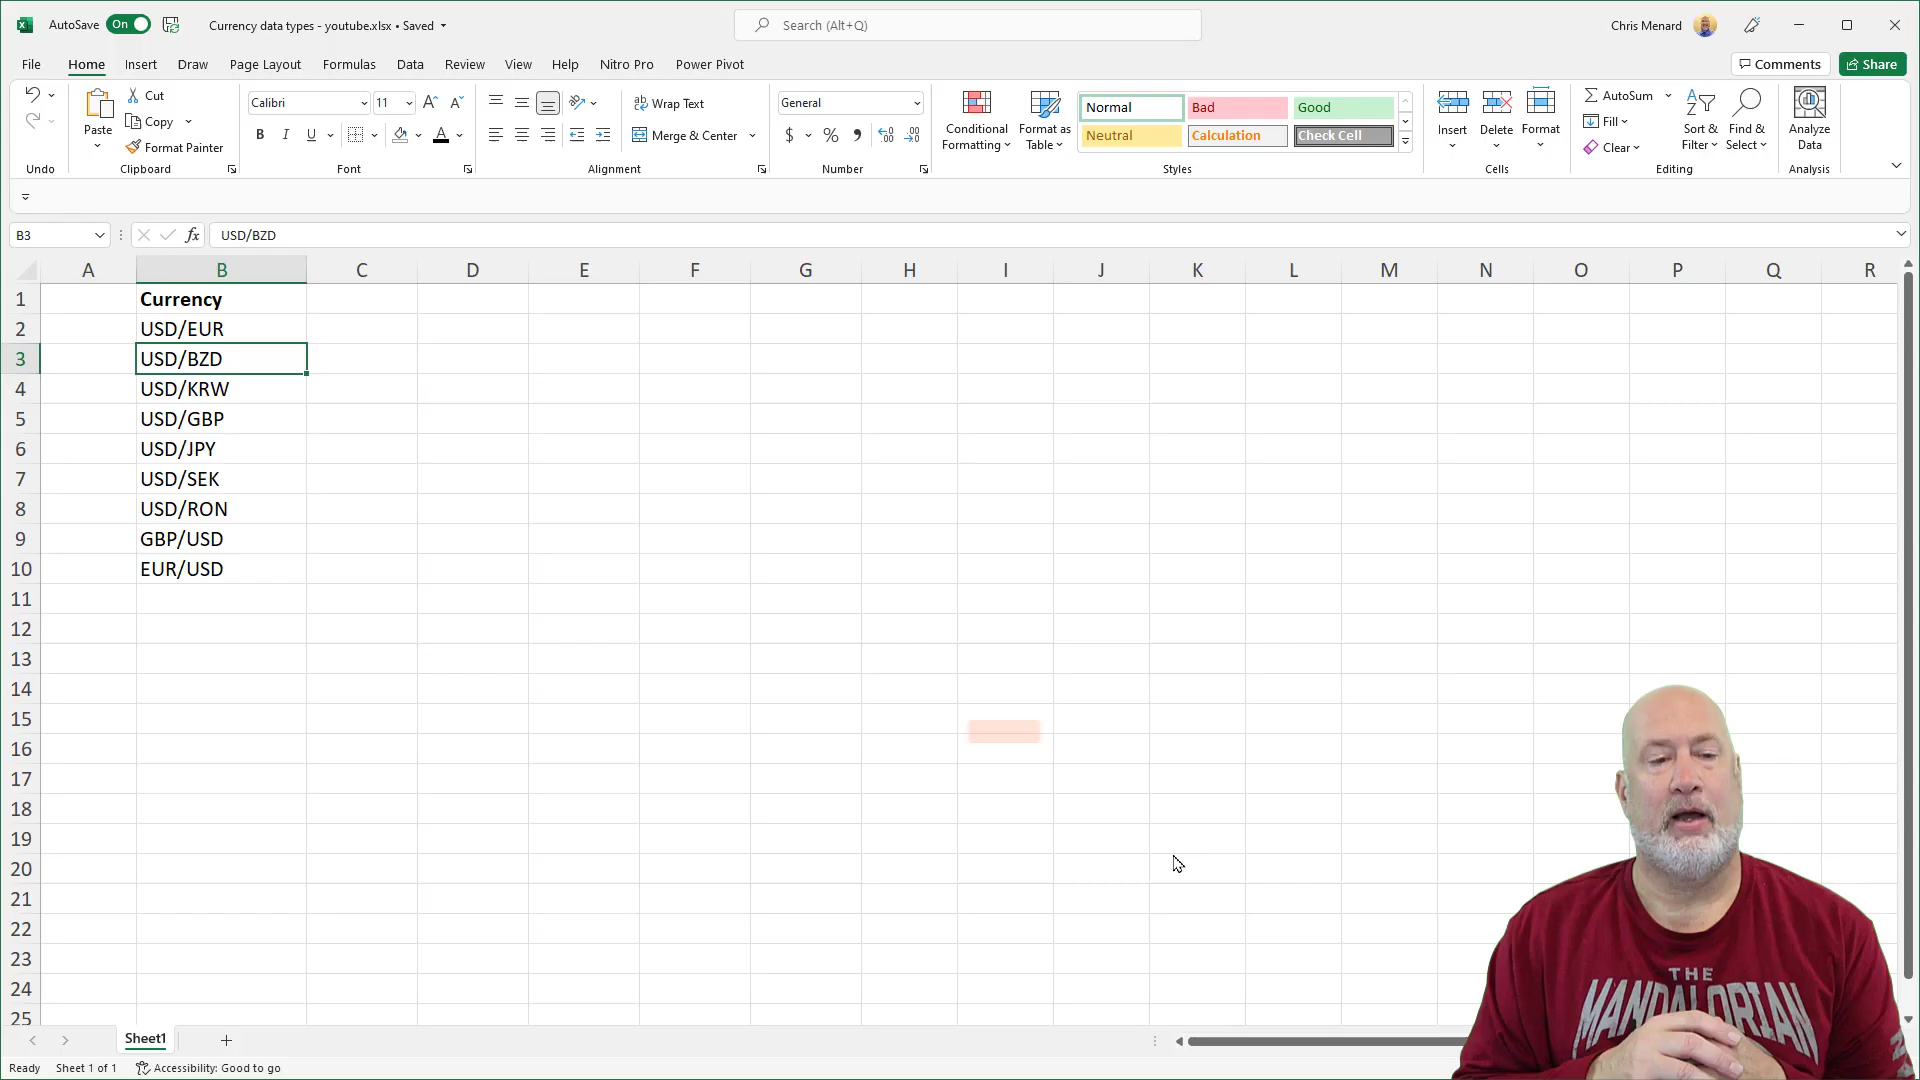 AutoSave On Currency data types - youtube.xlsx • Saved Search (Alt+Q) Chris Menard
File Home Insert Draw Page Layout Formulas Data Review View Help Nitro Pro Power Pivot Comments Share
Cut Calibri 11 Wrap Text General Normal Bad Good AutoSum
Paste Copy Conditional Formatting Format as Table Insert Delete Format Fill Sort & Filter Find & Select Analyze Data
Format Painter B I U Merge & Center $ % Neutral Calculation Check Cell Clear
Undo Clipboard Font Alignment Number Styles Cells Editing Analysis
B3 fx USD/BZD
A B C D E F G H I J K L M N O P Q R
1 Currency
2 USD/EUR
3 USD/BZD
4 USD/KRW
5 USD/GBP
6 USD/JPY
7 USD/SEK
8 USD/RON
9 GBP/USD
10 EUR/USD
11
12
13
14
15
16
17
18
19
20
21
22
23
24
25
THE
MANDALORIAN
Sheet1
Ready Sheet 1 of 1 Accessibility: Good to go